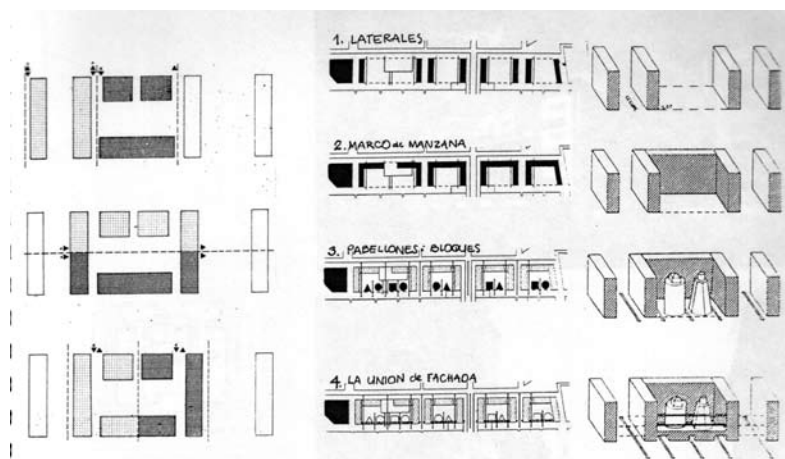 1. LATERALES
2. MARCO de MANZANA
3. PABELLONES i BLOQUES
4. LA UNION de FACHADA